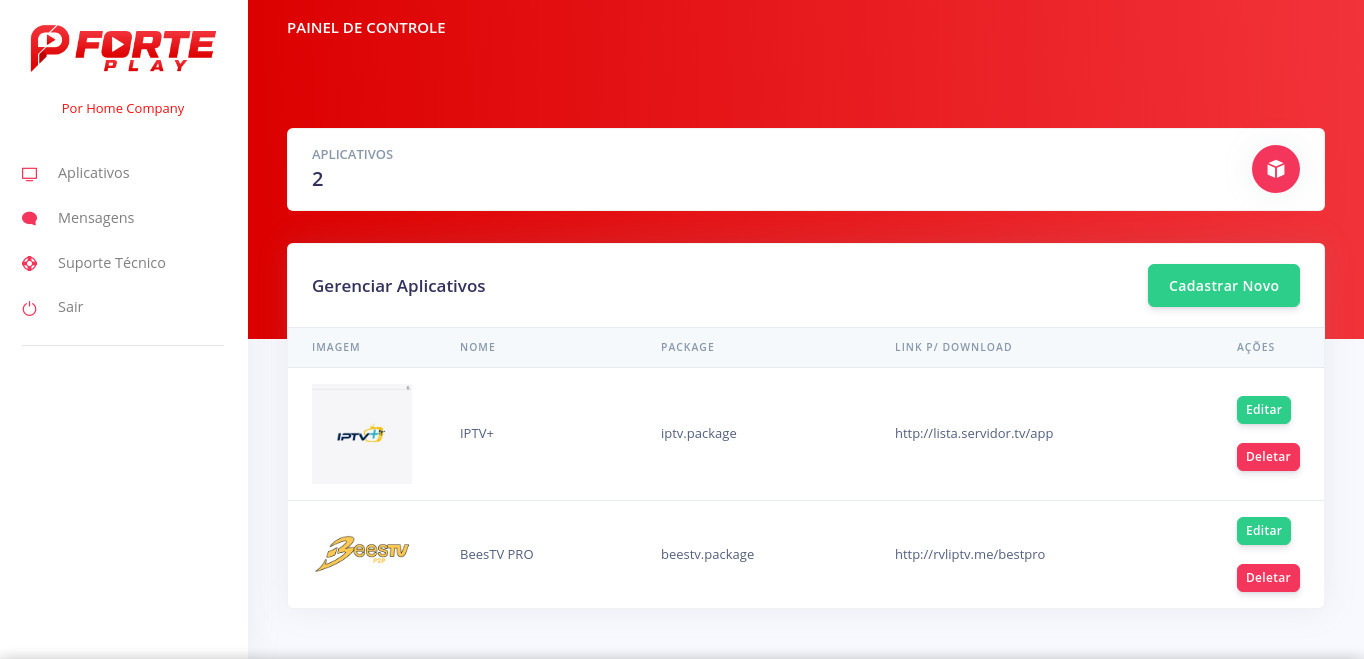 FORTE
PLAY
Por Home Company
Aplicativos
Mensagens
Suporte Técnico
Sair
PAINEL DE CONTROLE
APLICATIVOS
2
Gerenciar Aplicativos
Cadastrar Novo
IMAGEM NOME PACKAGE LINK P/ DOWNLOAD AÇÕES
IPTV+
IPTV+ iptv.package http://lista.servidor.tv/app
Editar
Deletar
BeesTV
P2P
BeesTV PRO beestv.package http://rvliptv.me/bestpro
Editar
Deletar